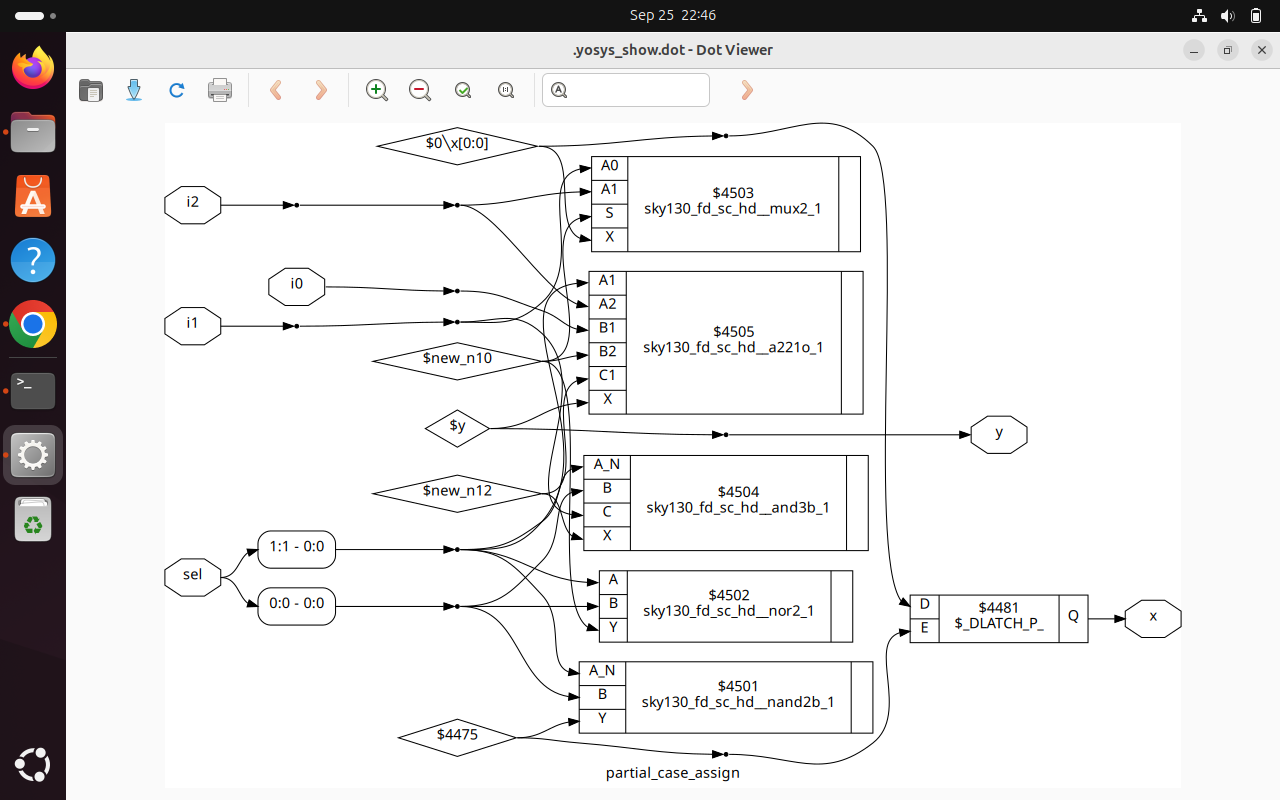 Sep 25 22:46
.yosys_show.dot - Dot Viewer
$0\x[0:0]
A0
A1
S
X
$4503
sky130_fd_sc_hd__mux2_1
i2
i0
i1
A1
A2
B1
B2
C1
X
$4505
sky130_fd_sc_hd__a221o_1
$new_n10
$y
y
$new_n12
A_N
B
C
X
$4504
sky130_fd_sc_hd__and3b_1
sel
1:1 - 0:0
0:0 - 0:0
A
B
Y
$4502
sky130_fd_sc_hd__nor2_1
D
E
$4481
$_DLATCH_P_
Q
x
A_N
B
Y
$4501
sky130_fd_sc_hd__nand2b_1
$4475
partial_case_assign